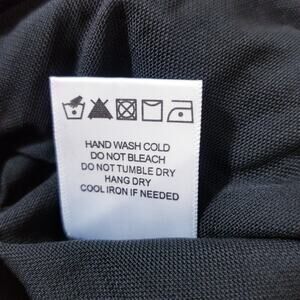 HAND WASH COLD
DO NOT BLEACH
DO NOT TUMBLE DRY
HANG DRY
COOL IRON IF NEEDED